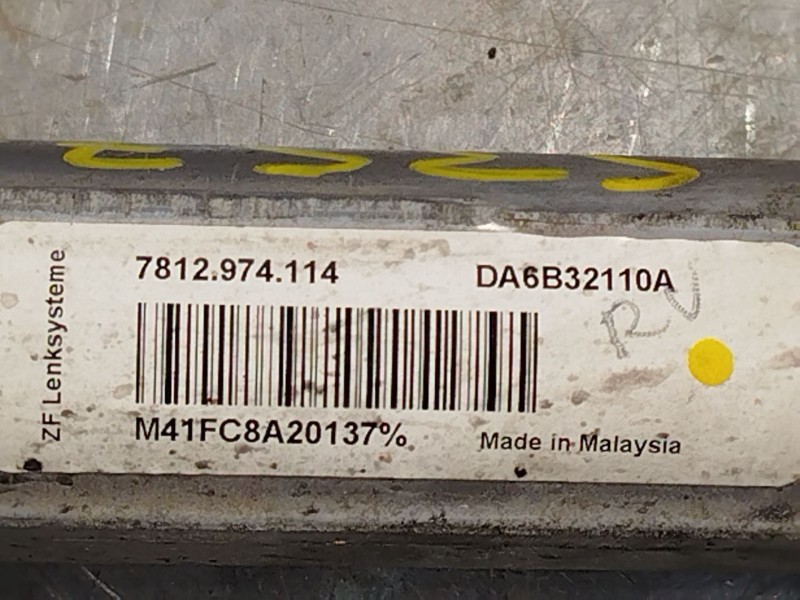 ZF Lenksysteme
7812.974.114 DA6B32110A
M41FC8A20137% Made in Malaysia